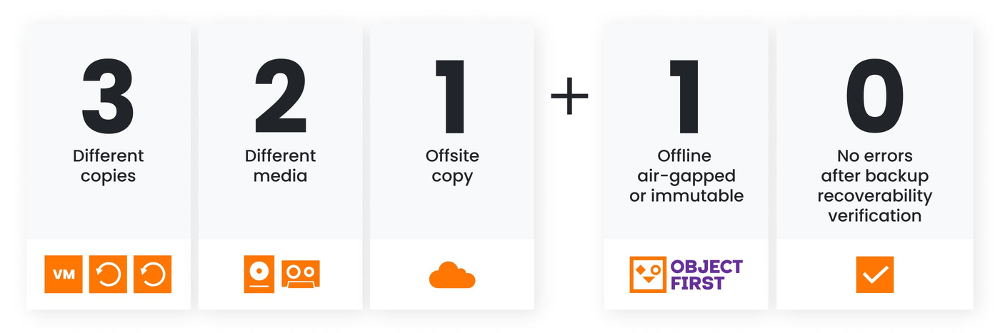 3
Different
copies
VM
2
Different
media
1
Offsite
copy
+
1
Offline
air-gapped
or immutable
OBJECT
FIRST
0
No errors
after backup
recoverability
verification